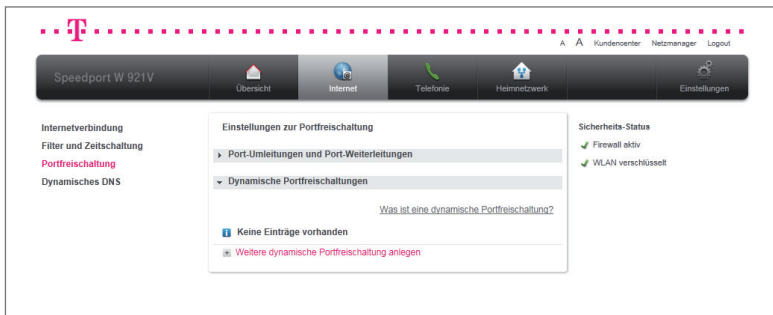 T
A A Kundencenter Netzmanager Logout
Speedport W 921V
Übersicht
Internet
Telefonie
Heimnetzwerk
Einstellungen
Internetverbindung
Filter und Zeitschaltung
Portfreischaltung
Dynamisches DNS
Einstellungen zur Portfreischaltung
Port-Umleitungen und Port-Weiterleitungen
Dynamische Portfreischaltungen
Was ist eine dynamische Portfreischaltung?
Keine Einträge vorhanden
Weitere dynamische Portfreischaltung anlegen
Sicherheits-Status
Firewall aktiv
WLAN verschlüsselt